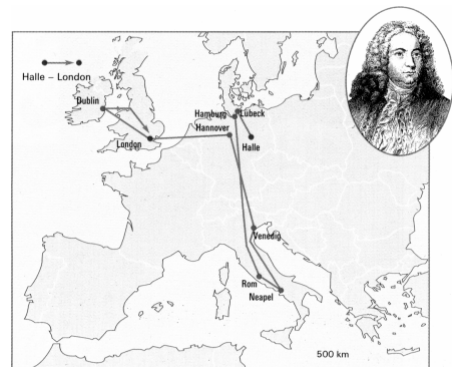 Halle – London
Dublin
London
Hamburg
Lübeck
Hannover
Halle
Venedig
Rom
Neapel
500 km